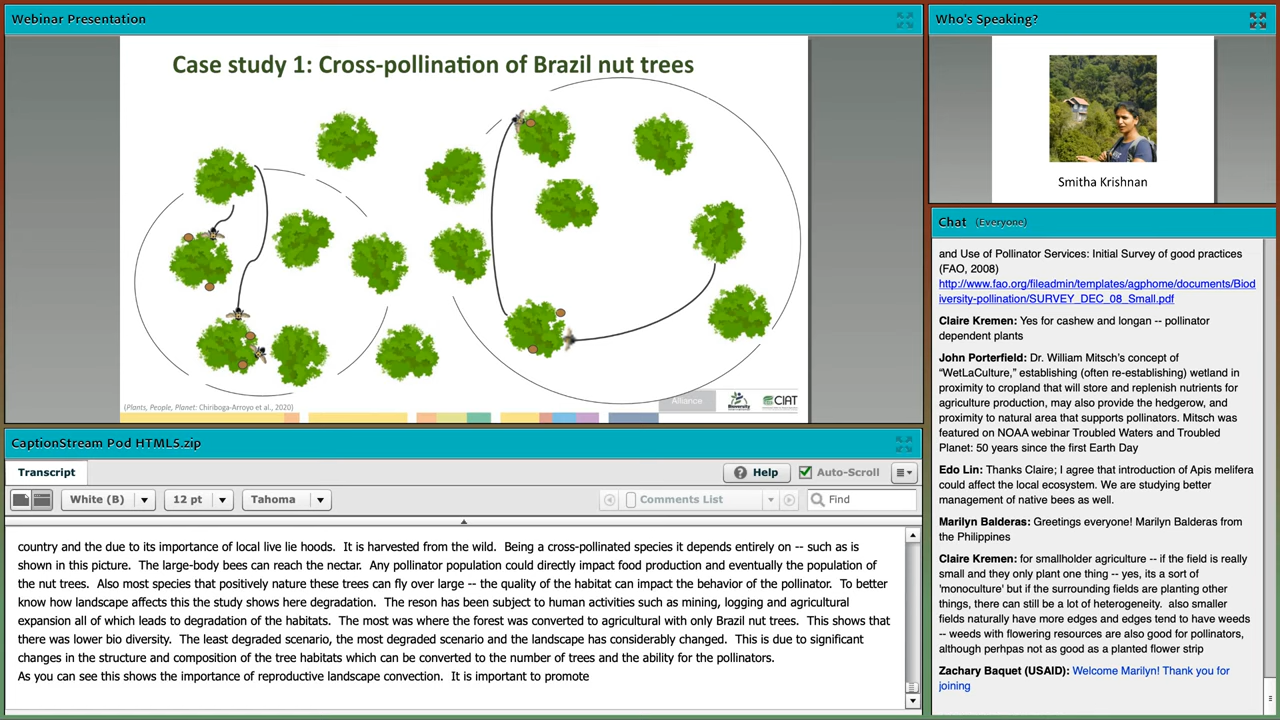 Webinar Presentation
Case study 1: Cross-pollination of Brazil nut trees
(Plants, People, Planet: Chiriboga-Arroyo et al., 2020)
Alliance
Bioversity
CIAT
Who's Speaking?
Smitha Krishnan
Chat (Everyone)
and Use of Pollinator Services: Initial Survey of good practices
(FAO, 2008)
http://www.fao.org/fileadmin/templates/agphome/documents/Biod
iversity-pollination/SURVEY_DEC_08_Small.pdf
Claire Kremen: Yes for cashew and longan -- pollinator
dependent plants
John Porterfield: Dr. William Mitsch's concept of
“WetLaCulture,” establishing (often re-establishing) wetland in
proximity to cropland that will store and replenish nutrients for
agriculture production, may also provide the hedgerow, and
proximity to natural area that supports pollinators. Mitsch was
featured on NOAA webinar Troubled Waters and Troubled
Planet: 50 years since the first Earth Day
Edo Lin: Thanks Claire; I agree that introduction of Apis melifera
could affect the local ecosystem. We are studying better
management of native bees as well.
Marilyn Balderas: Greetings everyone! Marilyn Balderas from
the Philippines
Claire Kremen: for smallholder agriculture -- if the field is really
small and they only plant one thing -- yes, its a sort of
'monoculture' but if the surrounding fields are planting other
things, there can still be a lot of heterogeneity. also smaller
fields naturally have more edges and edges tend to have weeds
-- weeds with flowering resources are also good for pollinators,
although perhpas not as good as a planted flower strip
Zachary Baquet (USAID): Welcome Marilyn! Thank you for
joining
CaptionStream Pod HTML5.zip
Transcript
Help
Auto-Scroll
White (B)
12 pt
Tahoma
Comments List
Find
country and the due to its importance of local live lie hoods. It is harvested from the wild. Being a cross-pollinated species it depends entirely on -- such as is
shown in this picture. The large-body bees can reach the nectar. Any pollinator population could directly impact food production and eventually the population of
the nut trees. Also most species that positively nature these trees can fly over large -- the quality of the habitat can impact the behavior of the pollinator. To better
know how landscape affects this the study shows here degradation. The reson has been subject to human activities such as mining, logging and agricultural
expansion all of which leads to degradation of the habitats. The most was where the forest was converted to agricultural with only Brazil nut trees. This shows that
there was lower bio diversity. The least degraded scenario, the most degraded scenario and the landscape has considerably changed. This is due to significant
changes in the structure and composition of the tree habitats which can be converted to the number of trees and the ability for the pollinators.
As you can see this shows the importance of reproductive landscape convection. It is important to promote